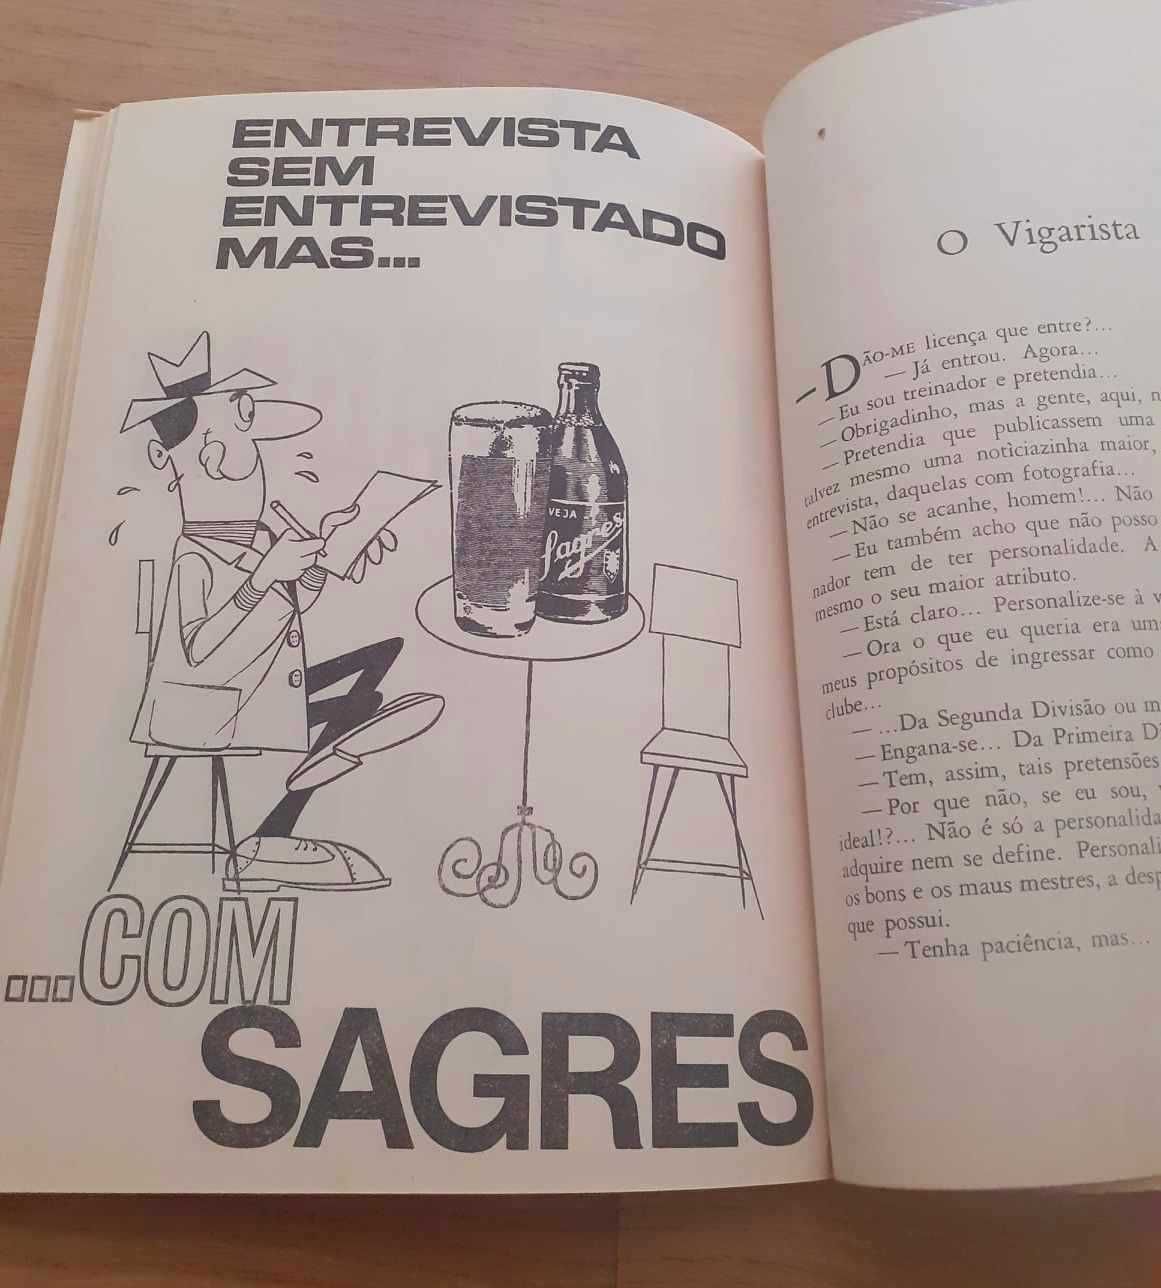 ENTREVISTA
SEM
ENTREVISTADO
MAS...
VEJA
Sagres
...COM
SAGRES
O Vigarista
— DÃO-ME licença que entre?...
— Já entrou. Agora...
— Eu sou treinador e pretendia...
— Obrigadinho, mas a gente, aqui, n
— Pretendia que publicassem uma
talvez mesmo uma notìciazinha maior,
entrevista, daquelas com fotografia...
— Não se acanhe, homem!... Não
— Eu também acho que não posso
nador tem de ter personalidade. A
mesmo o seu maior atributo.
— Está claro... Personalize-se à v
— Ora o que eu queria era um
meus propósitos de ingressar como
clube...
— ...Da Segunda Divisão ou m
— Engana-se... Da Primeira D
— Tem, assim, tais pretensões
— Por que não, se eu sou,
ideal!?... Não é só a personalida
adquire nem se define. Personali
os bons e os maus mestres, a desp
que possui.
— Tenha paciência, mas...